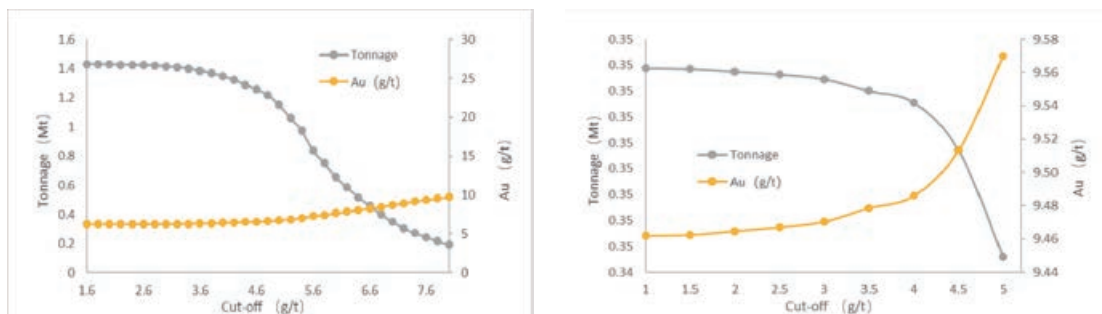 1.6
1.4
1.2
1
0.8
0.6
0.4
0.2
0
Tonnage (Mt)
30
25
20
15
10
5
0
Au (g/t)
Tonnage
Au (g/t)
1.6 2.6 3.6 4.6 5.6 6.6 7.6
Cut-off (g/t)
0.35
0.35
0.35
0.35
0.35
0.35
0.35
0.35
0.35
0.34
Tonnage (Mt)
9.58
9.56
9.54
9.52
9.50
9.48
9.46
9.44
Au (g/t)
Tonnage
Au (g/t)
1 1.5 2 2.5 3 3.5 4 4.5 5
Cut-off (g/t)